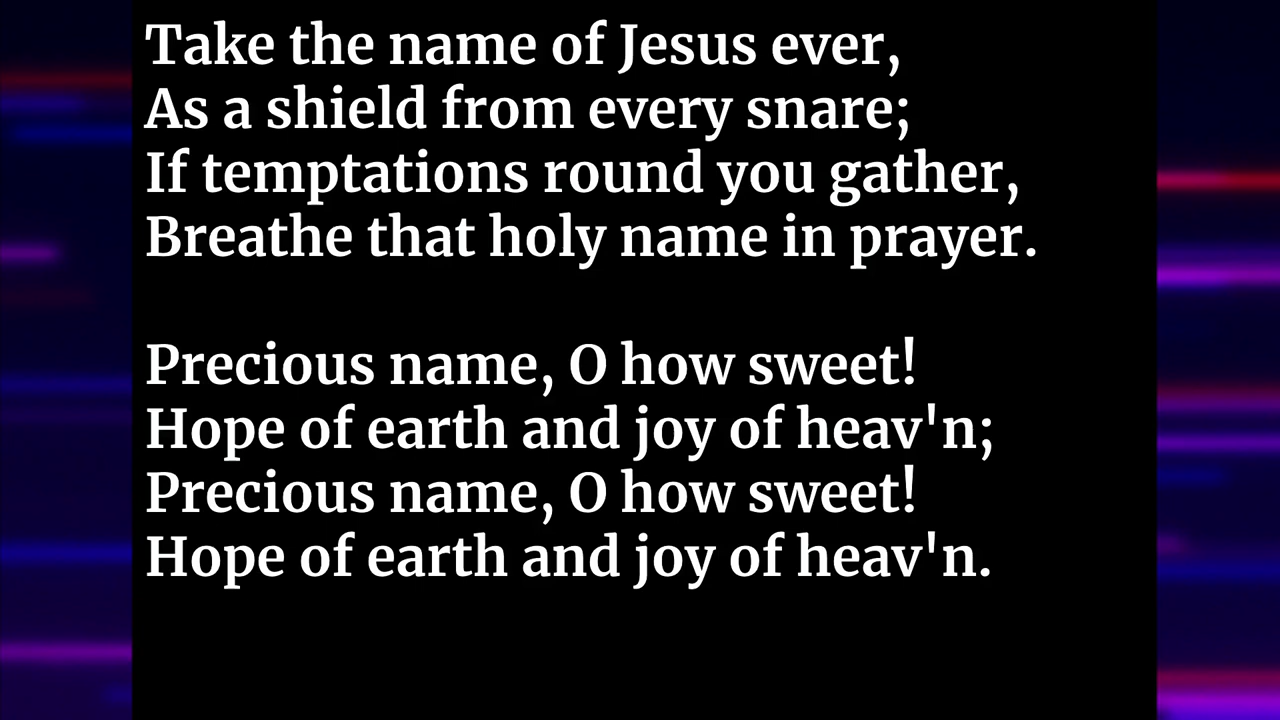 Take the name of Jesus ever,
As a shield from every snare;
If temptations round you gather,
Breathe that holy name in prayer.

Precious name, O how sweet!
Hope of earth and joy of heav'n;
Precious name, O how sweet!
Hope of earth and joy of heav'n.